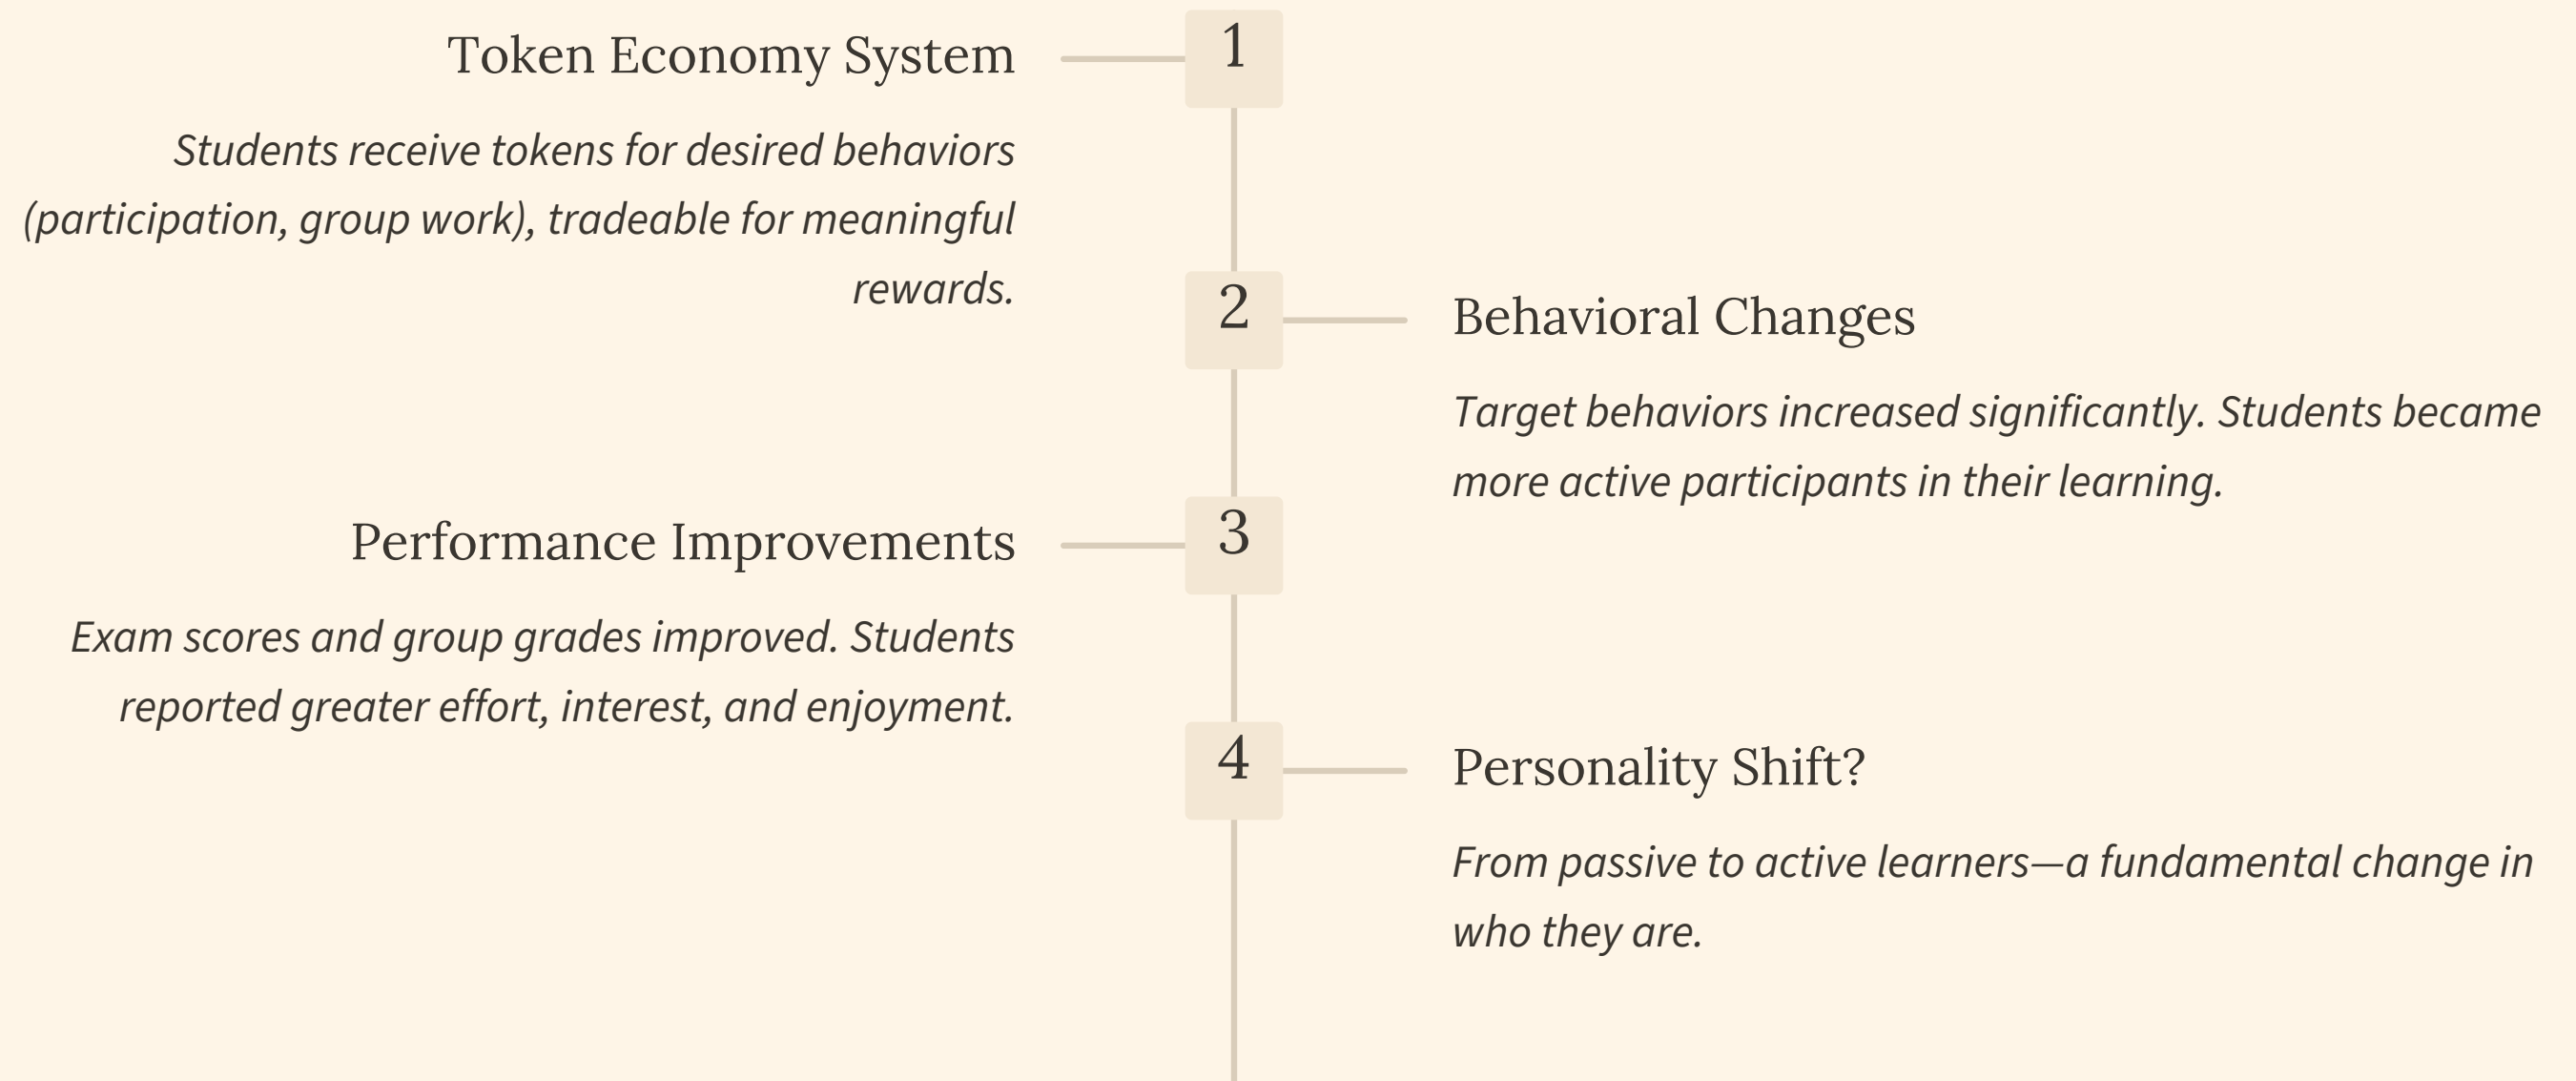 1
Token Economy System
Students receive tokens for desired behaviors
(participation, group work), tradeable for meaningful
rewards.
2
Behavioral Changes
Target behaviors increased significantly. Students became
more active participants in their learning.
3
Performance Improvements
Exam scores and group grades improved. Students
reported greater effort, interest, and enjoyment.
4
Personality Shift?
From passive to active learners—a fundamental change in
who they are.